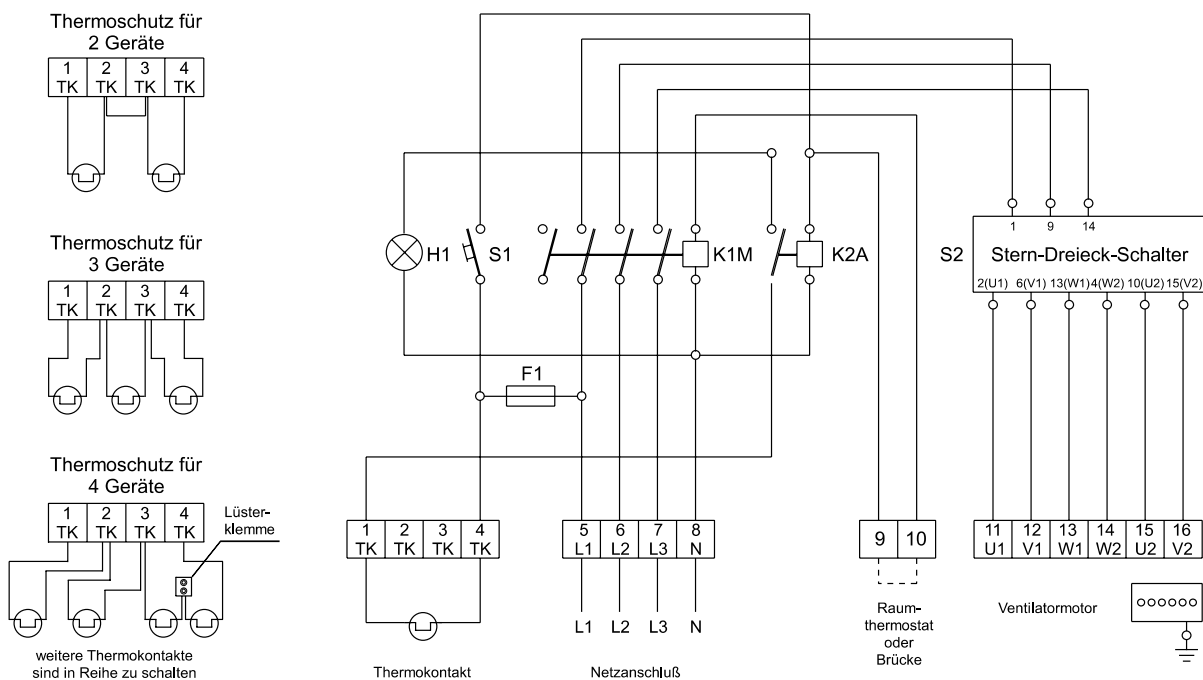 Thermoschutz für
2 Geräte
1 2 3 4
TK TK TK TK
Thermoschutz für
3 Geräte
1 2 3 4
TK TK TK TK
Thermoschutz für
4 Geräte
1 2 3 4
TK TK TK TK
Lüster-
klemme
weitere Thermokontakte
sind in Reihe zu schalten
H1
S1
K1M
K2A
F1
1 9 14
S2
Stern-Dreieck-Schalter
2(U1) 6(V1) 13(W1) 4(W2) 10(U2) 15(V2)
1 2 3 4
TK TK TK TK
Thermokontakt
5 6 7 8
L1 L2 L3 N
L1 L2 L3 N
Netzanschluß
9 10
Raum-
thermostat
oder
Brücke
11 12 13 14 15 16
U1 V1 W1 W2 U2 V2
Ventilatormotor